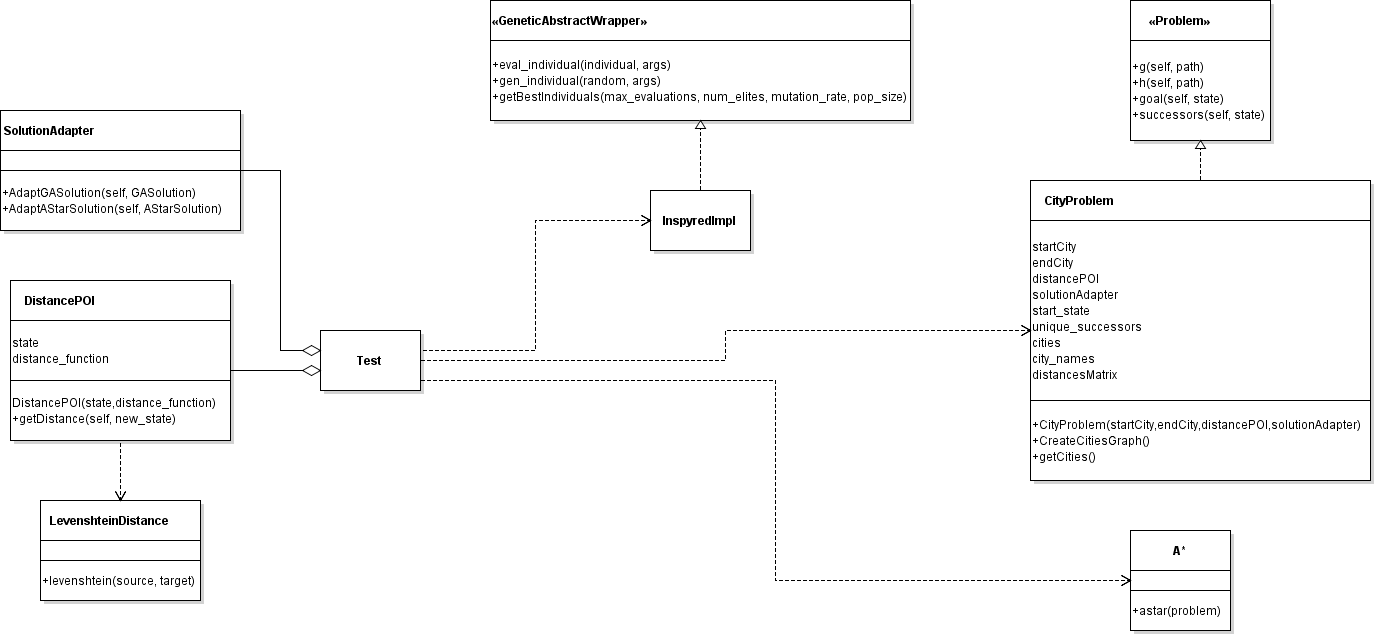 «GeneticAbstractWrapper»
+eval_individual(individual, args)
+gen_individual(random, args)
+getBestIndividuals(max_evaluations, num_elites, mutation_rate, pop_size)
«Problem»
+g(self, path)
+h(self, path)
+goal(self, state)
+successors(self, state)
SolutionAdapter
+AdaptGASolution(self, GASolution)
+AdaptAStarSolution(self, AStarSolution)
InspyredImpl
CityProblem
startCity
endCity
distancePOI
solutionAdapter
start_state
unique_successors
cities
city_names
distancesMatrix
+CityProblem(startCity,endCity,distancePOI,solutionAdapter)
+CreateCitiesGraph()
+getCities()
DistancePOI
state
distance_function
DistancePOI(state,distance_function)
+getDistance(self, new_state)
Test
LevenshteinDistance
+levenshtein(source, target)
A*
+astar(problem)